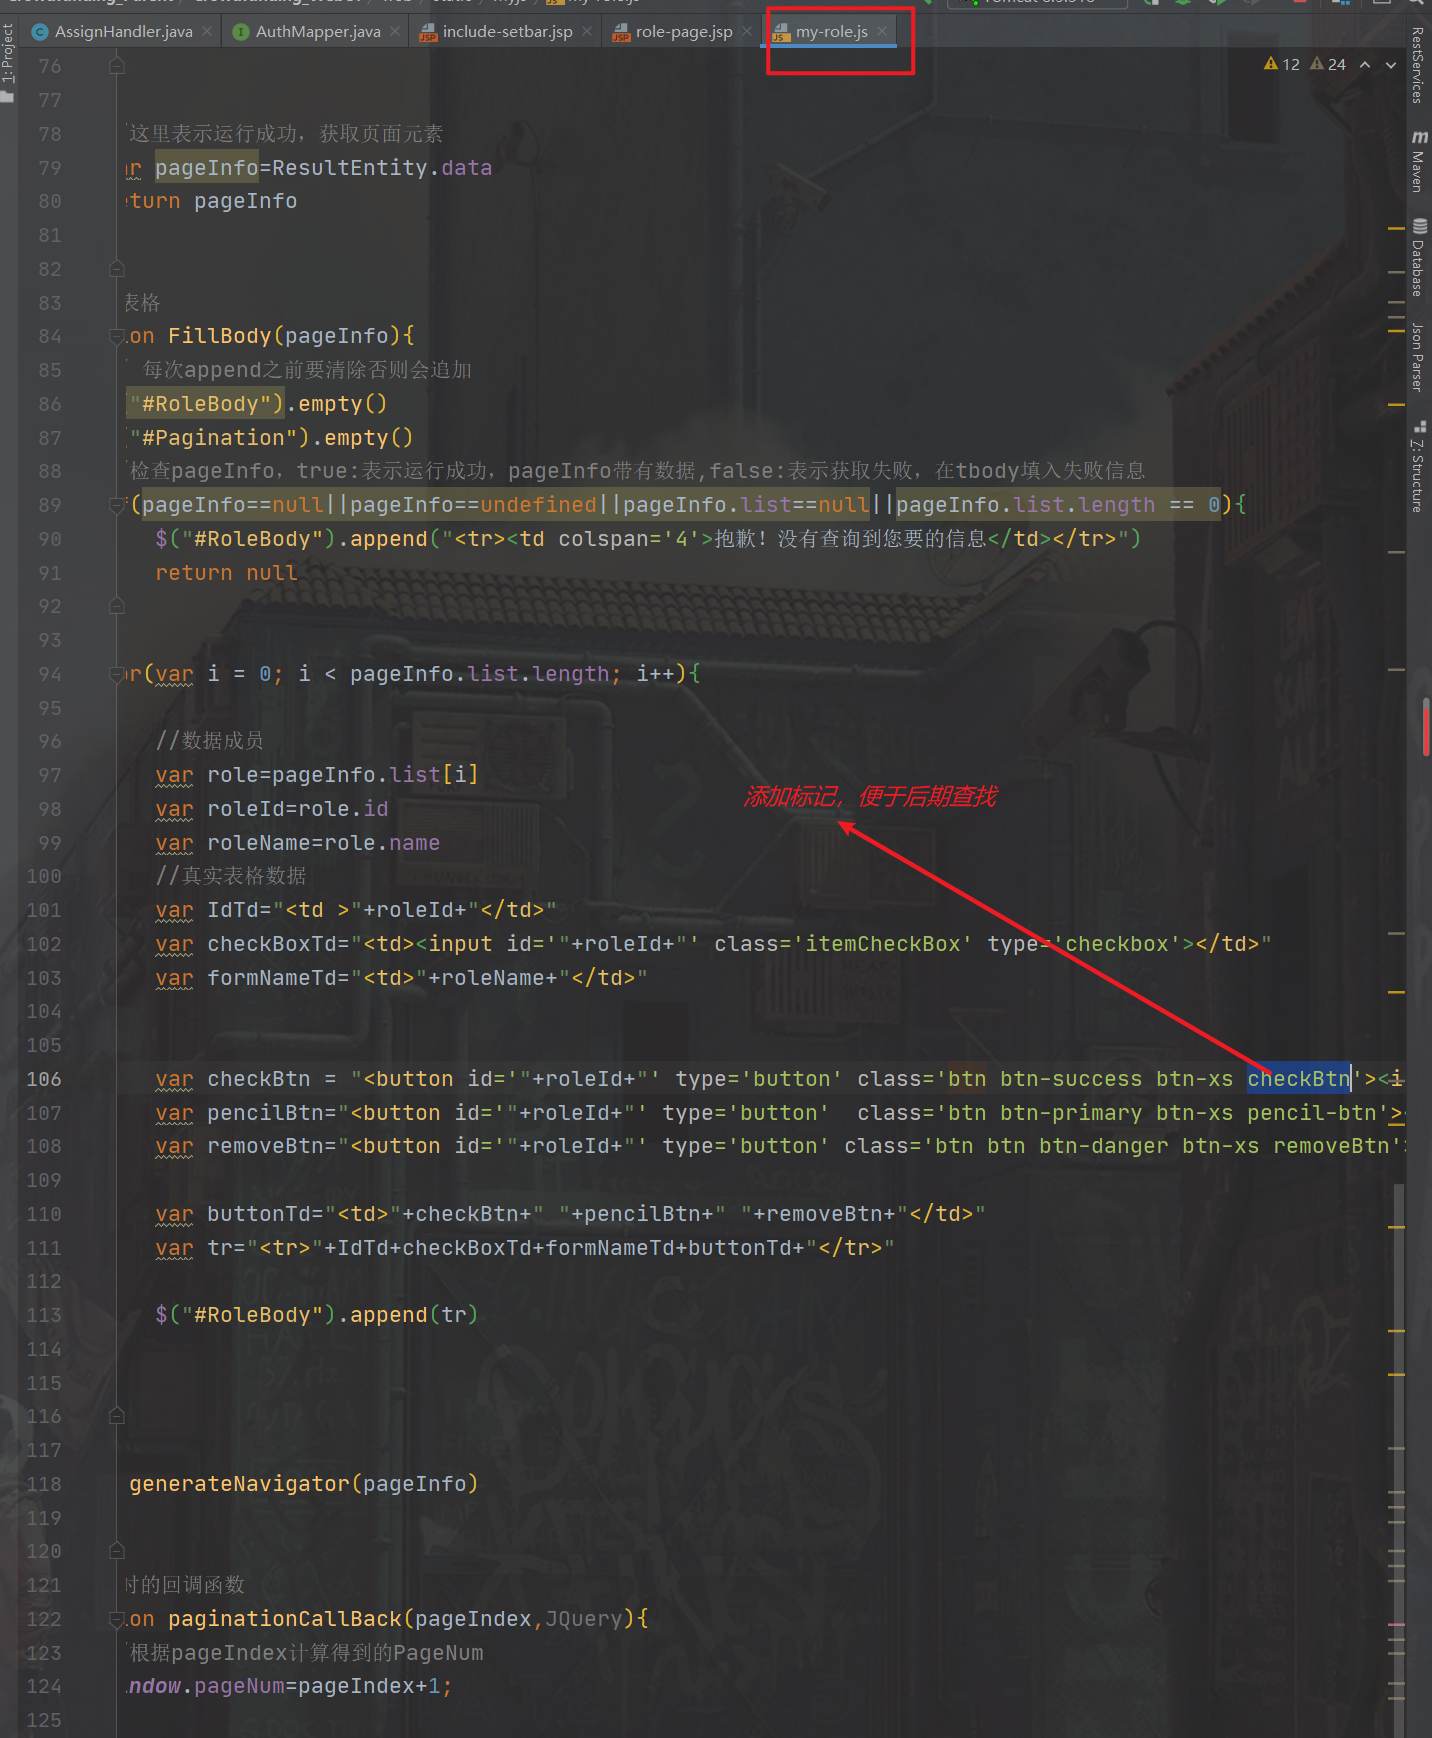 AssignHandler.java AuthMapper.java include-setbar.jsp role-page.jsp my-role.js
1: Project
12 24
RestServices
Maven
Database
Json Parser
7: Structure
76
77
78 这里表示运行成功，获取页面元素
79 ar pageInfo=ResultEntity.data
80 eturn pageInfo
81
82
83 表格
84 ion FillBody(pageInfo){
85 每次append之前要清除否则会追加
86 "#RoleBody").empty()
87 "#Pagination").empty()
88 检查pageInfo, true:表示运行成功，pageInfo带有数据,false:表示获取失败，在tbody填入失败信息
89 f(pageInfo==null||pageInfo==undefined||pageInfo.list==null||pageInfo.list.length == 0){
90 $("#RoleBody").append("<tr><td colspan='4'>抱歉！没有查询到您要的信息</td></tr>")
91 return null
92
93
94 or(var i = 0; i < pageInfo.list.length; i++){
95
96 //数据成员
97 var role=pageInfo.list[i]
添加标记，便于后期查找
98 var roleId=role.id
99 var roleName=role.name
100 //真实表格数据
101 var IdTd="<td >"+roleId+"</td>"
102 var checkBoxTd="<td><input id='"+roleId+"' class='itemCheckBox' type='checkbox'></td>"
103 var formNameTd="<td>"+roleName+"</td>"
104
105
106 var checkBtn = "<button id='"+roleId+"' type='button' class='btn btn-success btn-xs checkBtn'><i
107 var pencilBtn="<button id='"+roleId+"' type='button'  class='btn btn-primary btn-xs pencil-btn'>
108 var removeBtn="<button id='"+roleId+"' type='button' class='btn btn btn-danger btn-xs removeBtn'
109
110 var buttonTd="<td>"+checkBtn+" "+pencilBtn+" "+removeBtn+"</td>"
111 var tr="<tr>"+IdTd+checkBoxTd+formNameTd+buttonTd+"</tr>"
112
113 $("#RoleBody").append(tr)
114
115
116
117
118 generateNavigator(pageInfo)
119
120
121 时的回调函数
122 ion paginationCallBack(pageIndex,JQuery){
123 根据pageIndex计算得到的PageNum
124 indow.pageNum=pageIndex+1;
125